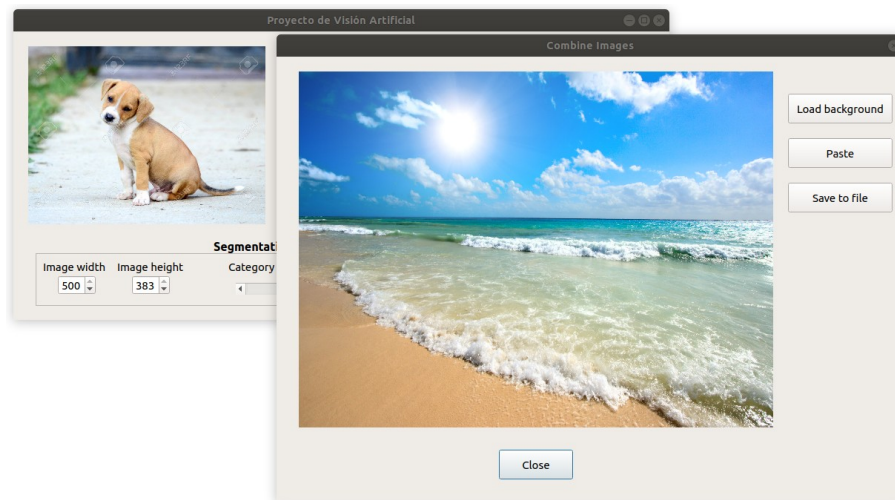 Proyecto de Visión Artificial
Combine Images
Load background
Paste
Save to file
Segmentati
Image width
Image height
Category
500
383
Close